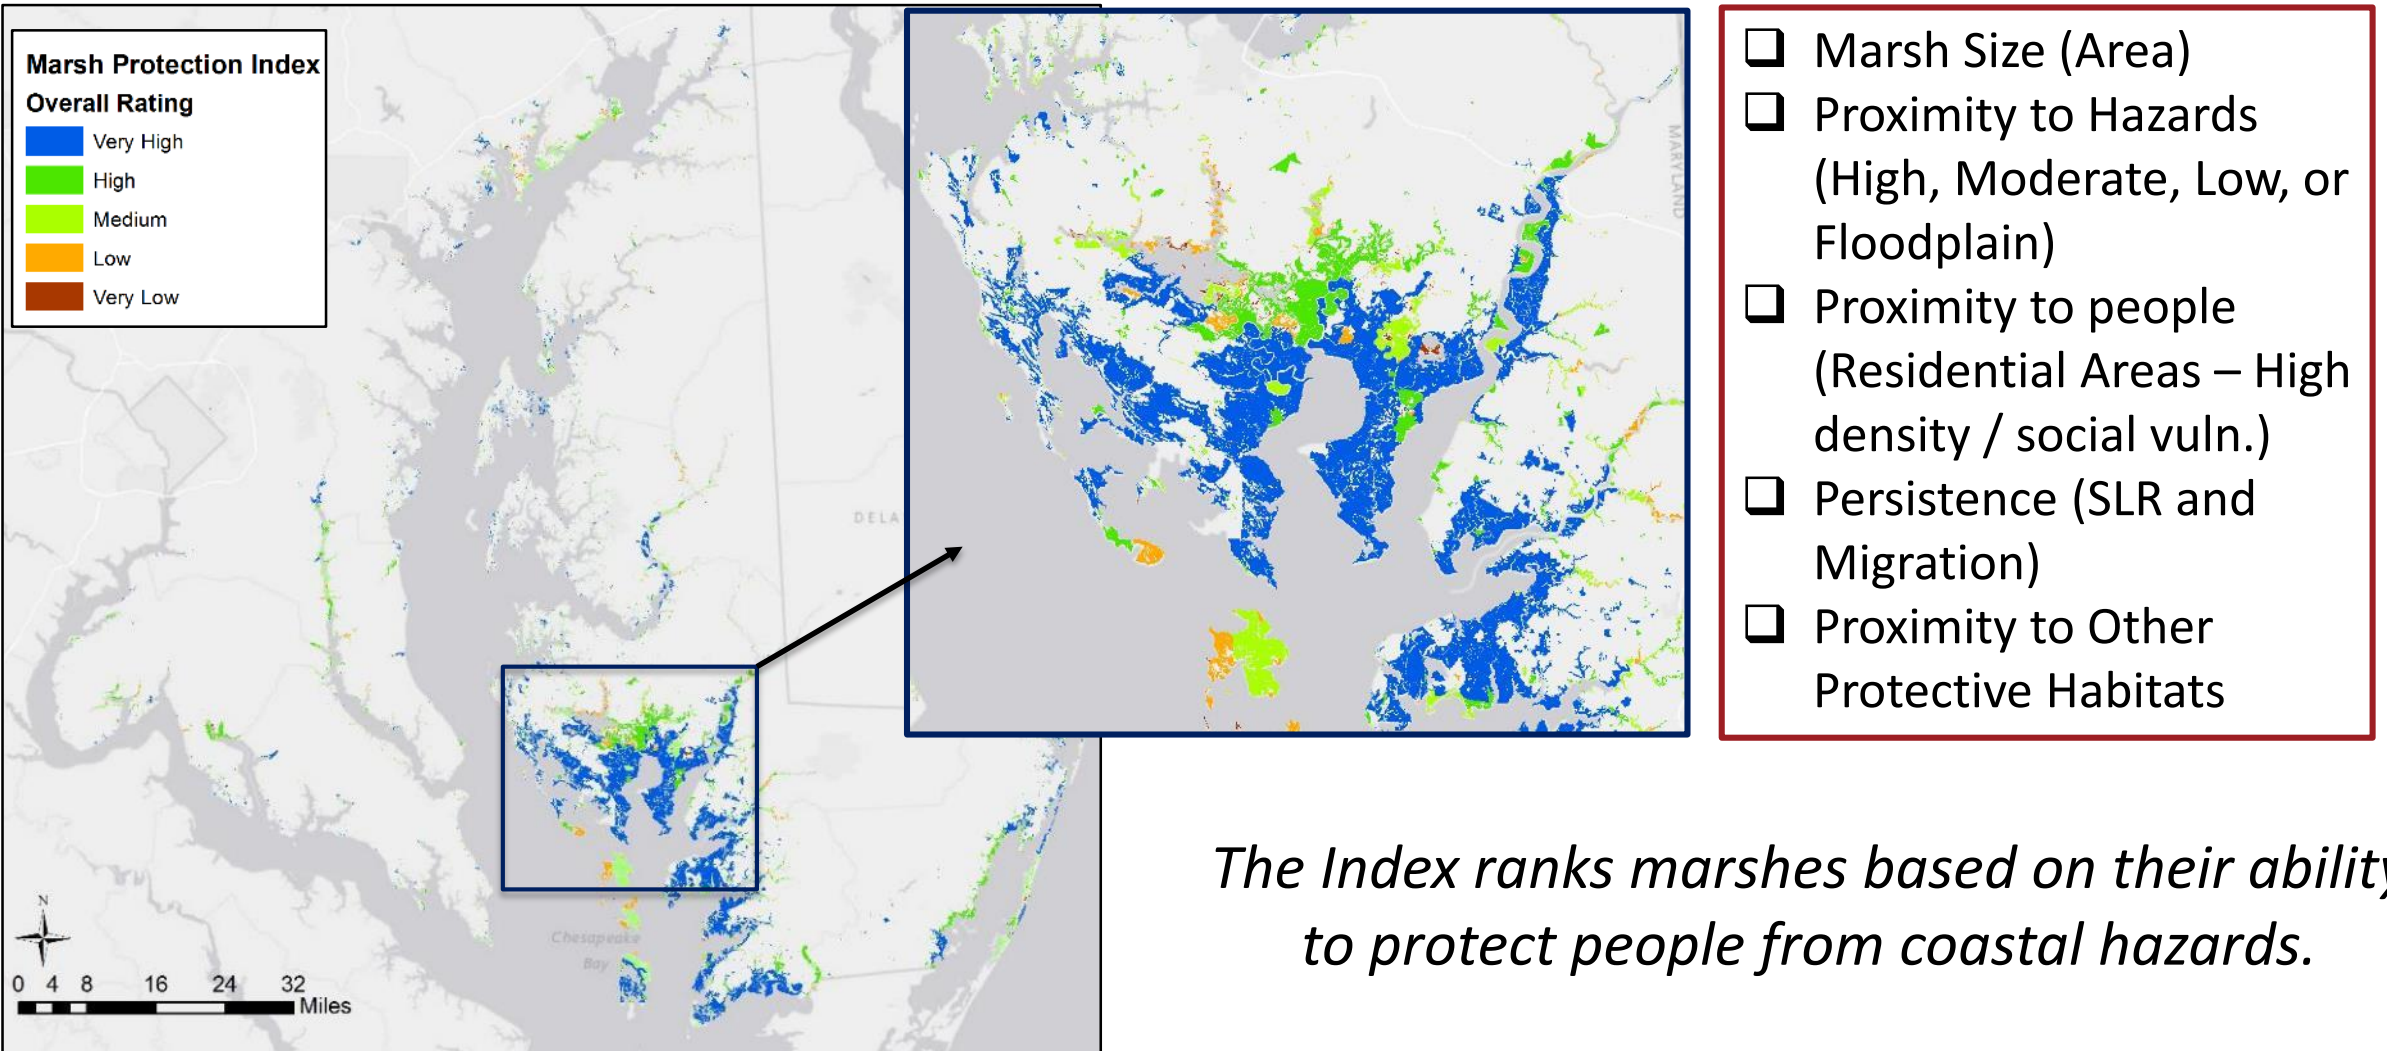 Marsh Protection Index
Overall Rating
Very High
High
Medium
Low
Very Low
DELA
Chesapeake
Bay
N
0 4 8 16 24 32
Miles
MARYLAND
Marsh Size (Area)
Proximity to Hazards
(High, Moderate, Low, or
Floodplain)
Proximity to people
(Residential Areas – High
density / social vuln.)
Persistence (SLR and
Migration)
Proximity to Other
Protective Habitats
The Index ranks marshes based on their ability
to protect people from coastal hazards.